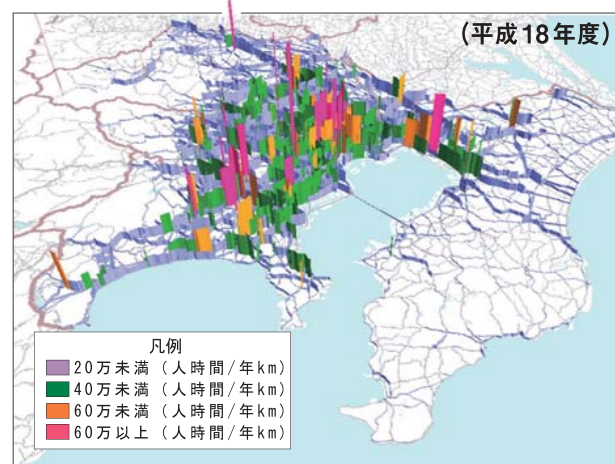 (平成18年度)
凡例
20万未満 (人時間/年km)
40万未満 (人時間/年km)
60万未満 (人時間/年km)
60万以上 (人時間/年km)